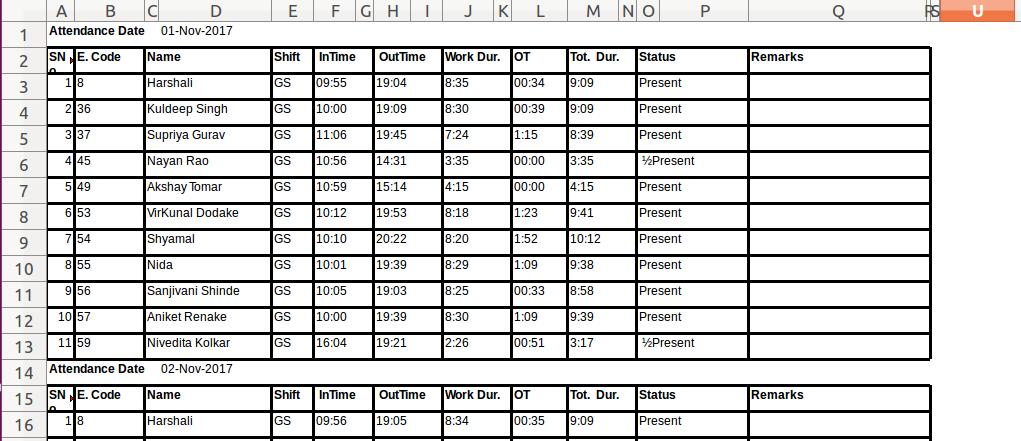 A B C D E F G H I J K L M N O P Q R S U
1 Attendance Date 01-Nov-2017
2 SN o E. Code Name Shift InTime OutTime Work Dur. OT Tot. Dur. Status Remarks
3 1 8 Harshali GS 09:55 19:04 8:35 00:34 9:09 Present
4 2 36 Kuldeep Singh GS 10:00 19:09 8:30 00:39 9:09 Present
5 3 37 Supriya Gurav GS 11:06 19:45 7:24 1:15 8:39 Present
6 4 45 Nayan Rao GS 10:56 14:31 3:35 00:00 3:35 ½Present
7 5 49 Akshay Tomar GS 10:59 15:14 4:15 00:00 4:15 Present
8 6 53 VirKunal Dodake GS 10:12 19:53 8:18 1:23 9:41 Present
9 7 54 Shyamal GS 10:10 20:22 8:20 1:52 10:12 Present
10 8 55 Nida GS 10:01 19:39 8:29 1:09 9:38 Present
11 9 56 Sanjivani Shinde GS 10:05 19:03 8:25 00:33 8:58 Present
12 10 57 Aniket Renake GS 10:00 19:39 8:30 1:09 9:39 Present
13 11 59 Nivedita Kolkar GS 16:04 19:21 2:26 00:51 3:17 ½Present
14 Attendance Date 02-Nov-2017
15 SN o E. Code Name Shift InTime OutTime Work Dur. OT Tot. Dur. Status Remarks
16 1 8 Harshali GS 09:56 19:05 8:34 00:35 9:09 Present